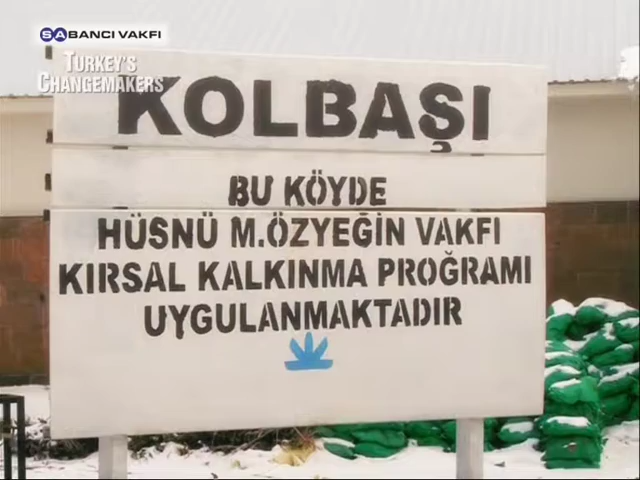 SABANCI VAKFI
TURKEY'S
CHANGEMAKERS
KOLBAŞI
BU KÖYDE
HÜSNÜ M.ÖZYEĞİN VAKFI
KIRSAL KALKINMA PROĞRAMI
UYGULANMAKTADIR